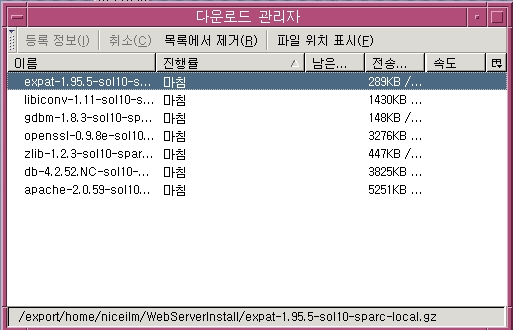 다운로드 관리자
등록 정보(I) 취소(C) 목록에서 제거(R) 파일 위치 표시(F)
이름 진행률 남은... 전송... 속도
expat-1.95.5-sol10-s... 마침 289KB /...
libiconv-1.11-sol10-s... 마침 1430KB ...
gdbm-1.8.3-sol10-sp... 마침 148KB /...
openssl-0.9.8e-sol10... 마침 3276KB ...
zlib-1.2.3-sol10-spar... 마침 447KB /...
db-4.2.52.NC-sol10-... 마침 3825KB ...
apache-2.0.59-sol10... 마침 5251KB ...
/export/home/niceilm/WebServerInstall/expat-1.95.5-sol10-sparc-local.gz